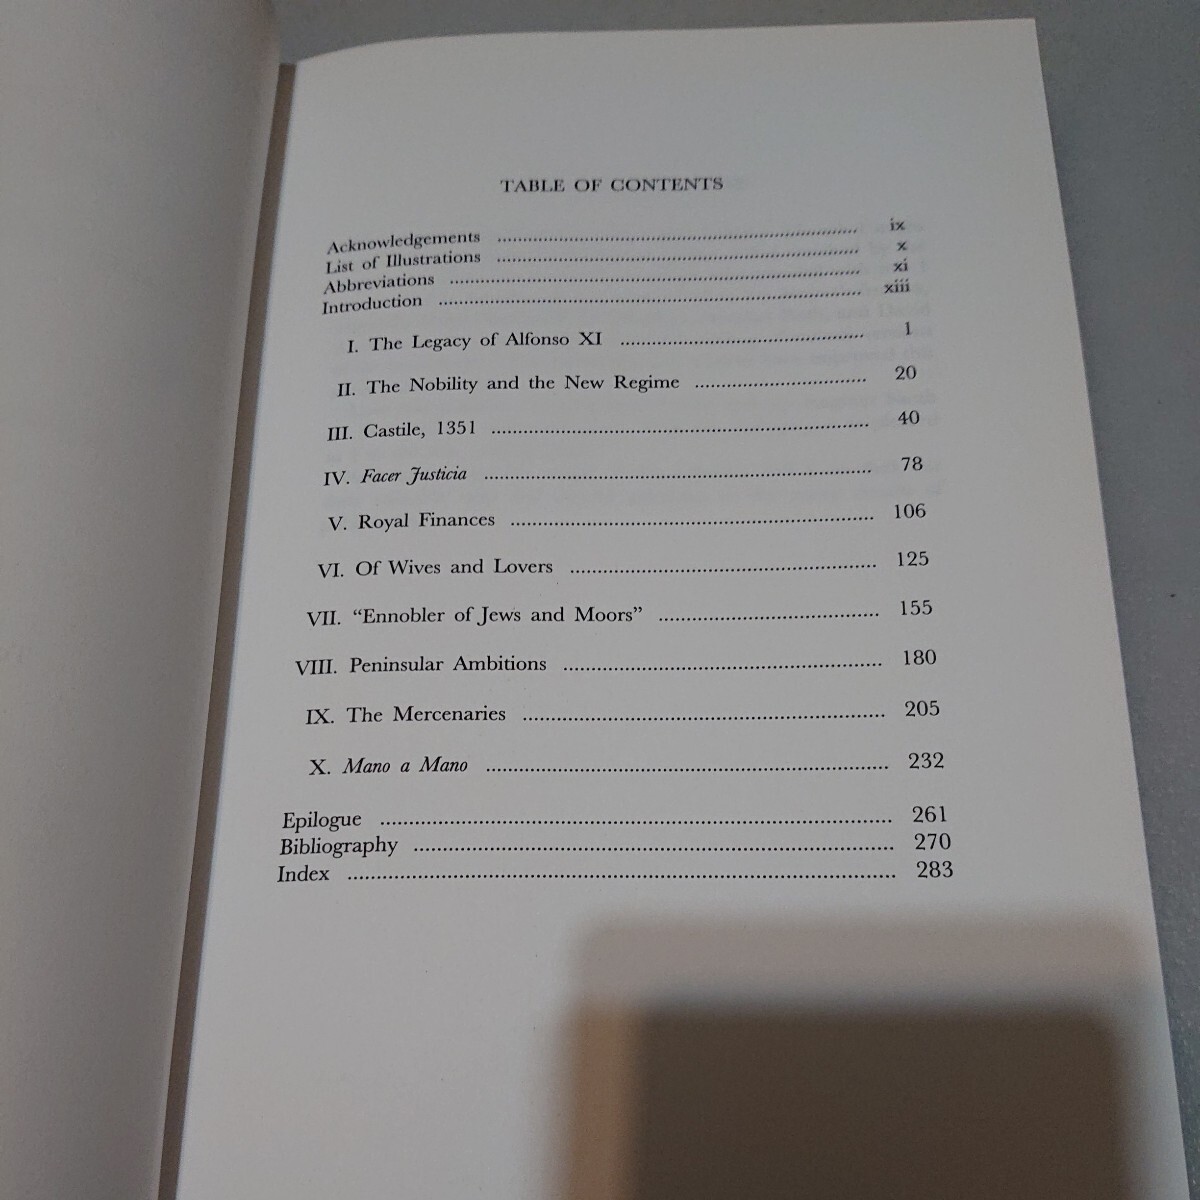 TABLE OF CONTENTS
Acknowledgements ix
List of Illustrations x
Abbreviations xi
Introduction xiii
I. The Legacy of Alfonso XI 1
II. The Nobility and the New Regime 20
III. Castile, 1351 40
IV. Facer Justicia 78
V. Royal Finances 106
VI. Of Wives and Lovers 125
VII. “Ennobler of Jews and Moors” 155
VIII. Peninsular Ambitions 180
IX. The Mercenaries 205
X. Mano a Mano 232
Epilogue 261
Bibliography 270
Index 283